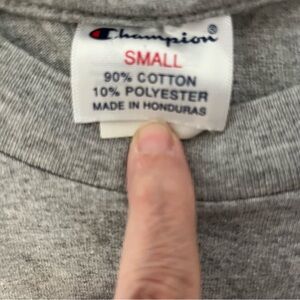 Champion®
SMALL
90% COTTON
10% POLYESTER
MADE IN HONDURAS